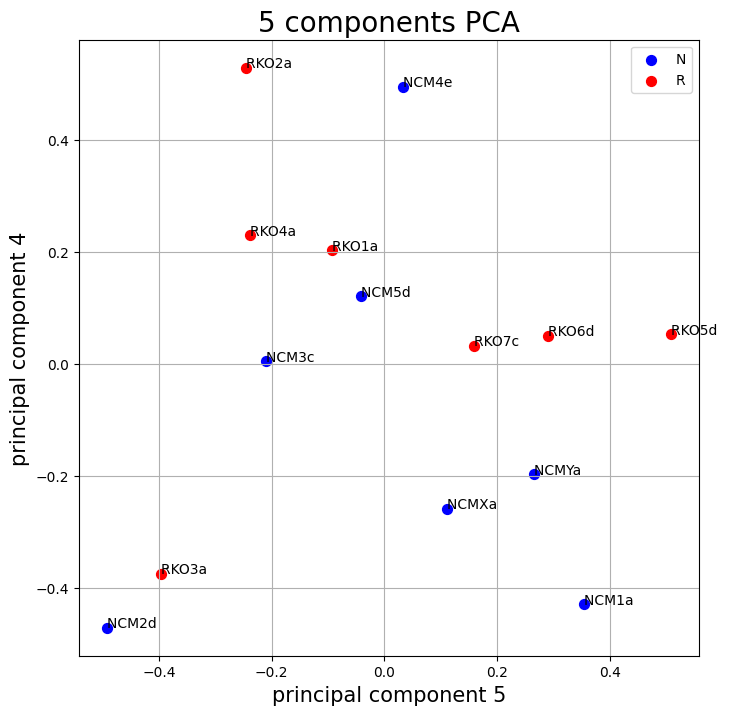 5 components PCA
N
R
RKO2a
NCM4e
RKO4a
RKO1a
NCM5d
NCM3c
RKO7c
RKO6d
RKO5d
NCMYa
NCMXa
RKO3a
NCM1a
NCM2d
0.4
0.2
0.0
−0.2
−0.4
principal component 4
−0.4
−0.2
0.0
0.2
0.4
principal component 5